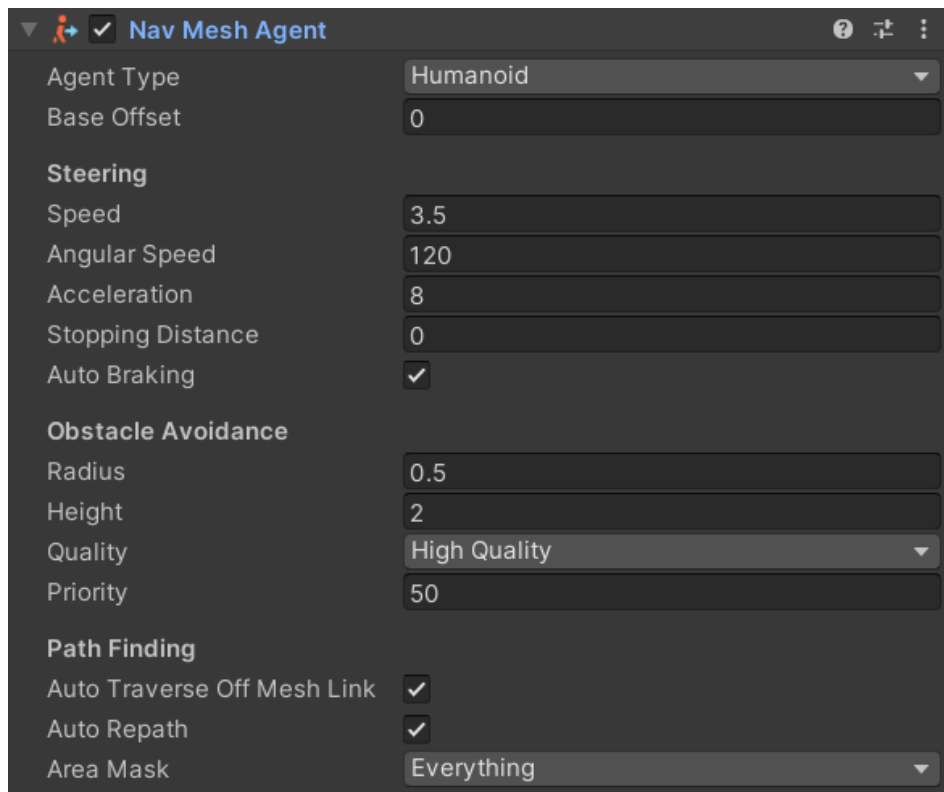 Nav Mesh Agent
Agent Type Humanoid
Base Offset 0
Steering
Speed 3.5
Angular Speed 120
Acceleration 8
Stopping Distance 0
Auto Braking
Obstacle Avoidance
Radius 0.5
Height 2
Quality High Quality
Priority 50
Path Finding
Auto Traverse Off Mesh Link
Auto Repath
Area Mask Everything